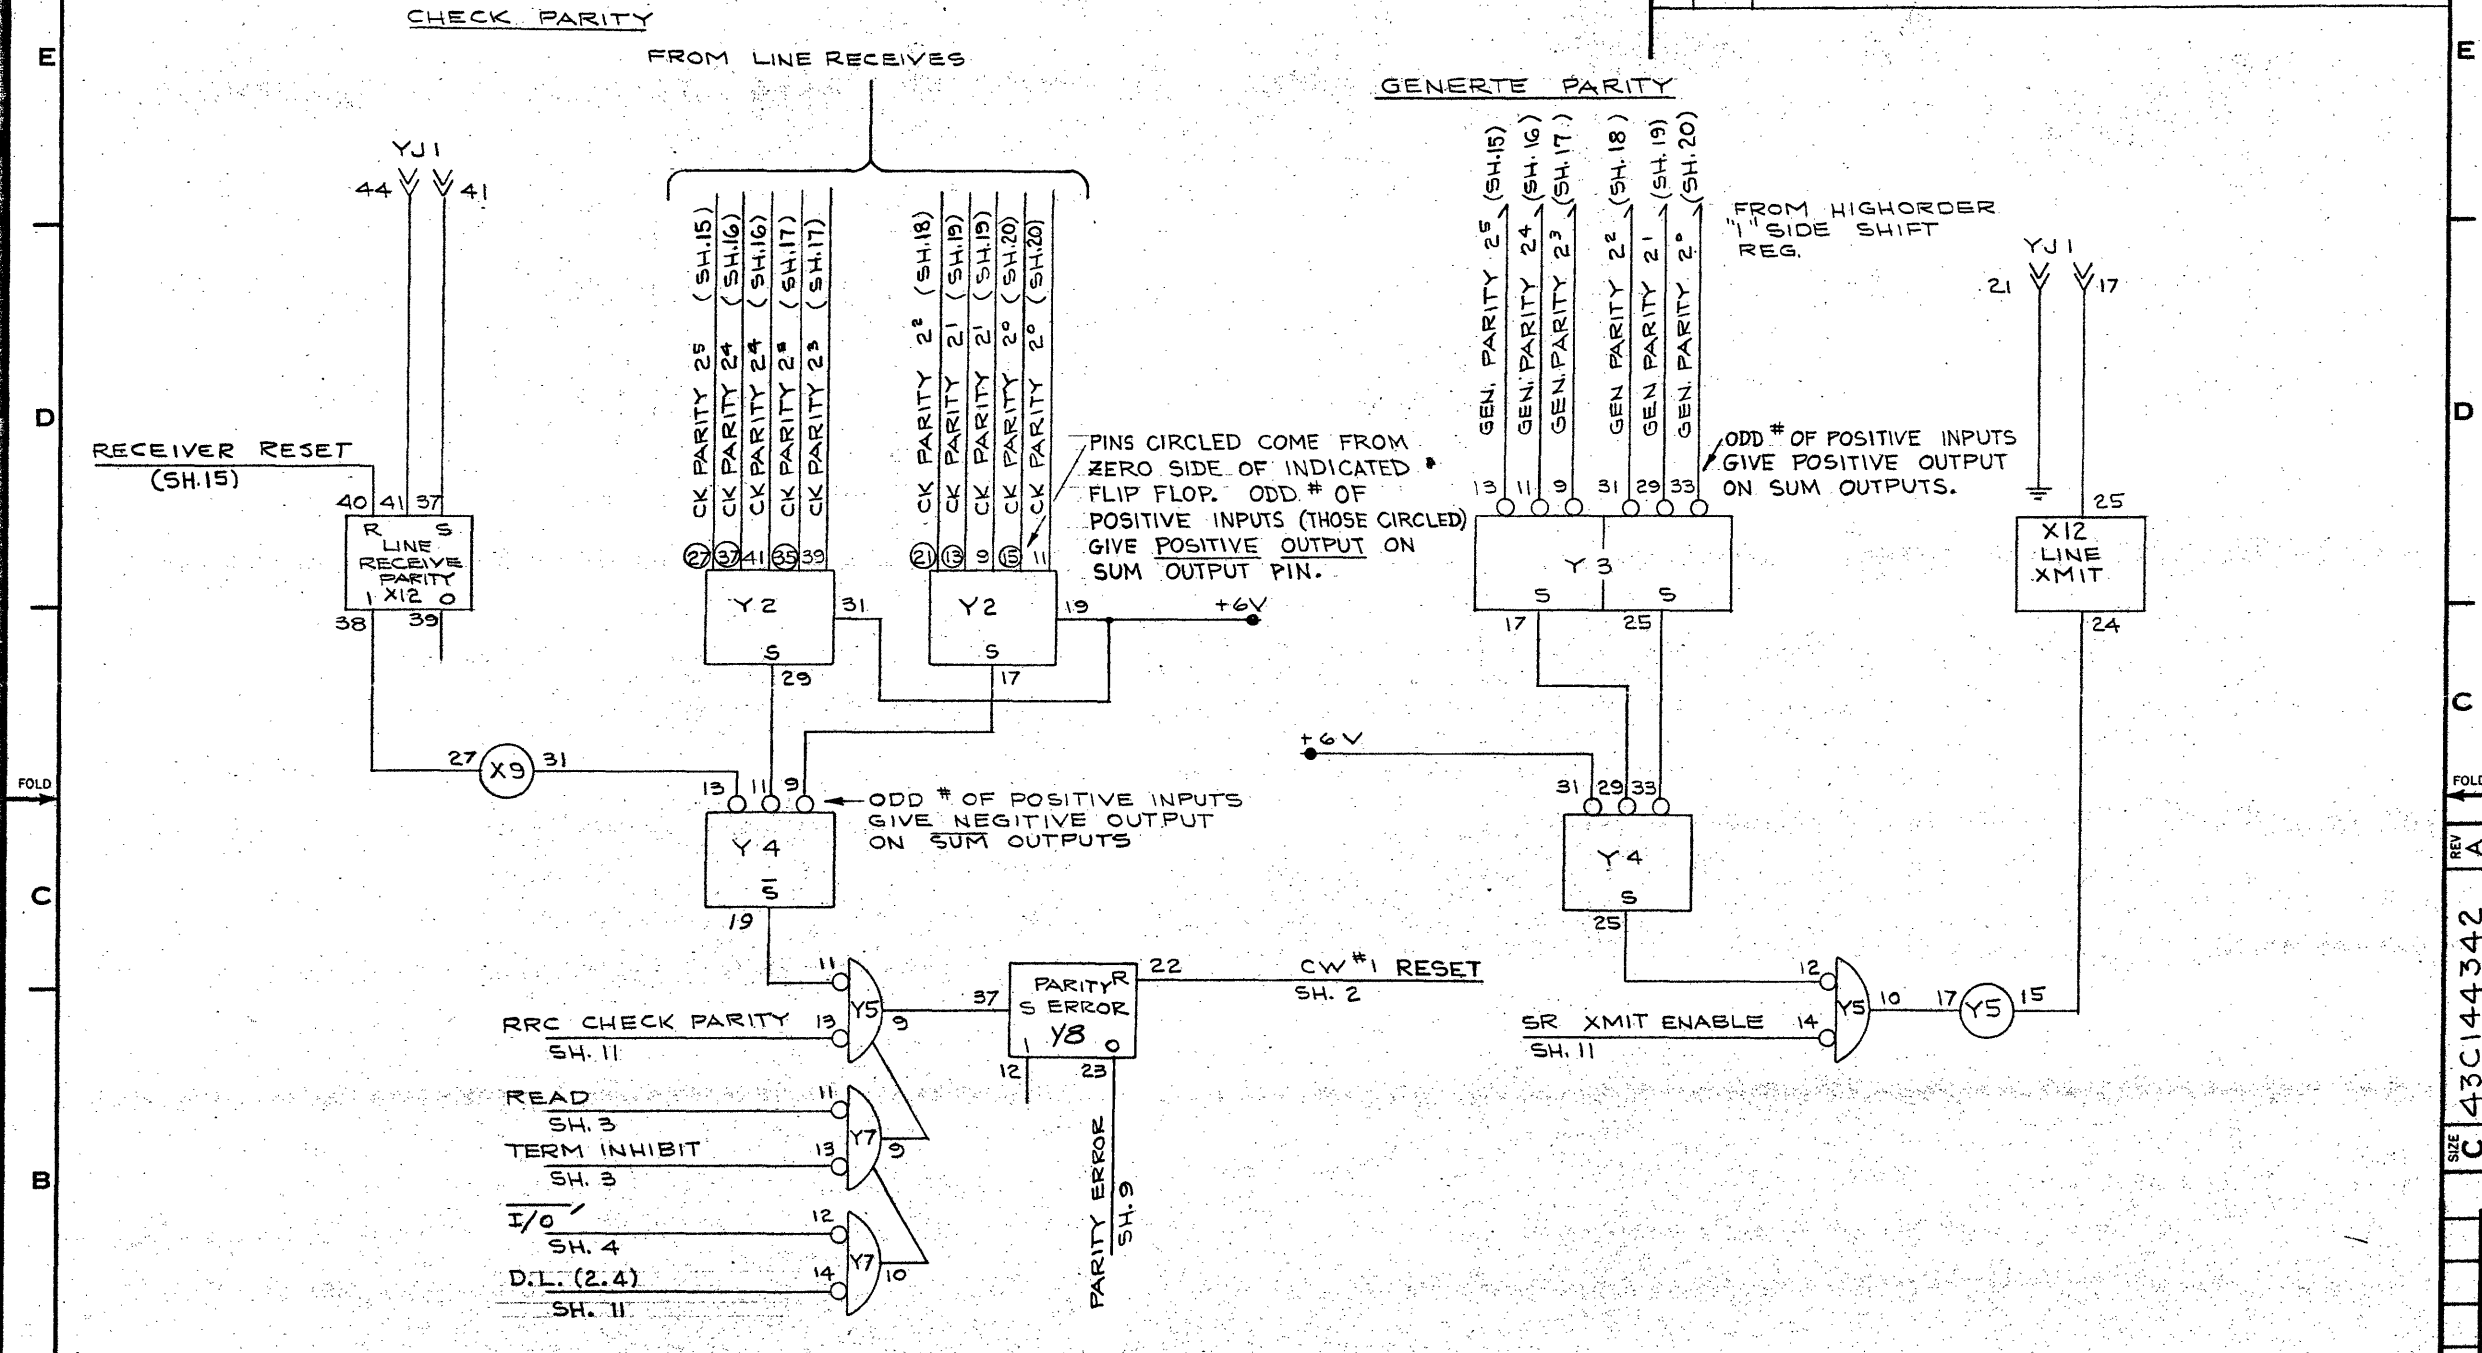 CHECK PARITY
FROM LINE RECEIVES
GENERTE PARITY
E
E
YJ1
44
41
CK PARITY 2⁵ (SH.15)
CK PARITY 2⁴ (SH.16)
CK PARITY 2⁴ (SH.16)
CK PARITY 2³ (SH.17)
CK PARITY 2³ (SH.17)
CK PARITY 2² (SH.18)
CK PARITY 2¹ (SH.19)
CK PARITY 2¹ (SH.19)
CK PARITY 2⁰ (SH.20)
CK PARITY 2⁰ (SH.20)
GEN. PARITY 2⁵ (SH.15)
GEN. PARITY 2⁴ (SH.16)
GEN. PARITY 2³ (SH.17)
GEN PARITY 2² (SH.18)
GEN PARITY 2¹ (SH.19)
GEN. PARITY 2⁰ (SH.20)
FROM HIGHORDER
"1" SIDE SHIFT
REG.
YJ1
21
17
D
D
RECEIVER RESET
(SH.15)
40 41 37
R S
LINE
RECEIVE
PARITY
1 X12 0
38 39
PINS CIRCLED COME FROM
ZERO SIDE OF INDICATED
FLIP FLOP. ODD # OF
POSITIVE INPUTS (THOSE CIRCLED)
GIVE POSITIVE OUTPUT ON
SUM OUTPUT PIN.
ODD # OF POSITIVE INPUTS
GIVE POSITIVE OUTPUT
ON SUM OUTPUTS.
27 37 41 35 39
Y2
31
S
29
21 13 9 15 11
Y2
19
S
17
+6V
13 11 9 31 29 33
Y3
S S
17 25
25
X12
LINE
XMIT
24
C
+6V
27 X9 31
13 11 9
ODD # OF POSITIVE INPUTS
GIVE NEGITIVE OUTPUT
ON S̅U̅M̅ OUTPUTS
Y4
S̅
19
31 29 33
Y4
S
25
FOLD
FOLD
C
REV
A
43C144342
SIZE
C
11
Y5
9
RRC CHECK PARITY 13
SH. 11
37
PARITY R
S ERROR
Y8
1 0
12 23
22
CW #1 RESET
SH. 2
PARITY ERROR
SH.9
12
Y5
10
17 Y5 15
SR XMIT ENABLE 14
SH. 11
READ 11
SH. 3
Y7
9
TERM INHIBIT 13
SH. 3
I̅/̅O̅' 12
SH. 4
Y7
10
D.L. (2.4) 14
SH. 11
B